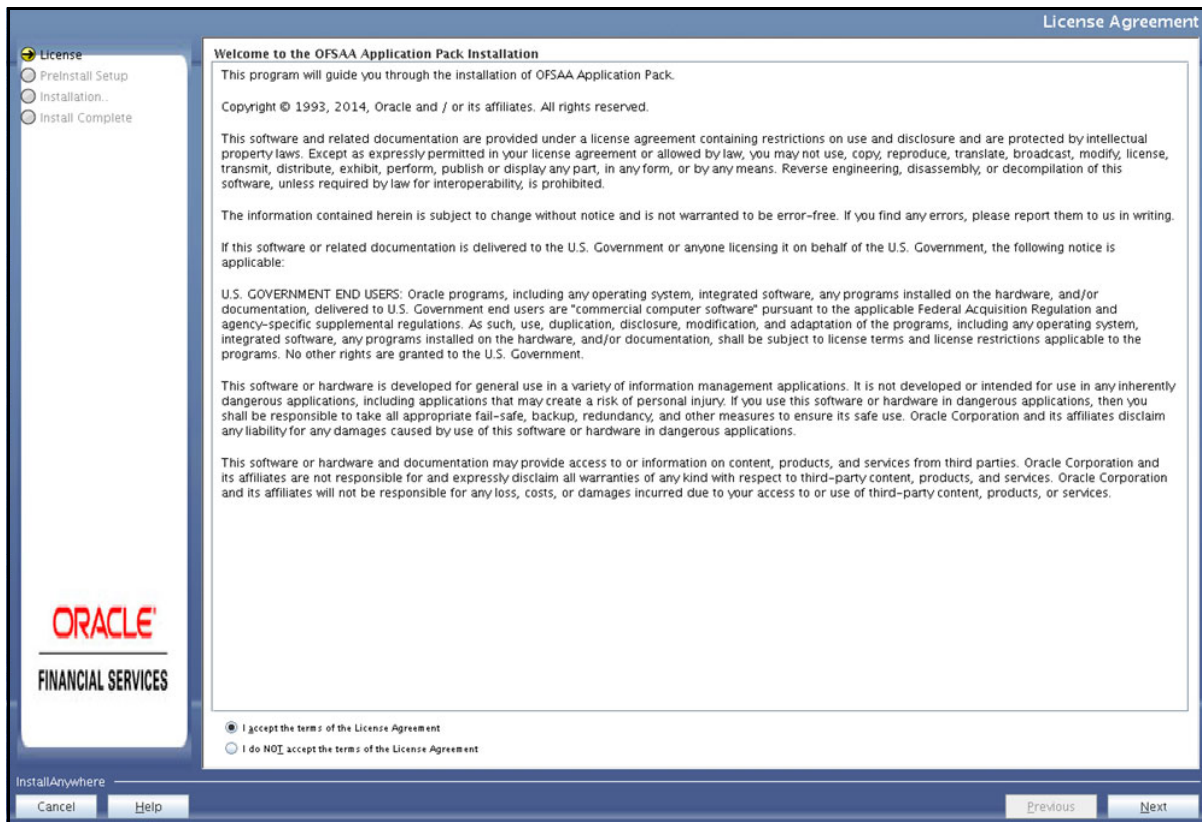 License Agreement
License
PreInstall Setup
Installation..
Install Complete
Welcome to the OFSAA Application Pack Installation
This program will guide you through the installation of OFSAA Application Pack.
Copyright © 1993, 2014, Oracle and / or its affiliates. All rights reserved.
This software and related documentation are provided under a license agreement containing restrictions on use and disclosure and are protected by intellectual
property laws. Except as expressly permitted in your license agreement or allowed by law, you may not use, copy, reproduce, translate, broadcast, modify, license,
transmit, distribute, exhibit, perform, publish or display any part, in any form, or by any means. Reverse engineering, disassembly, or decompilation of this
software, unless required by law for interoperability, is prohibited.
The information contained herein is subject to change without notice and is not warranted to be error-free. If you find any errors, please report them to us in writing.
If this software or related documentation is delivered to the U.S. Government or anyone licensing it on behalf of the U.S. Government, the following notice is
applicable:
U.S. GOVERNMENT END USERS: Oracle programs, including any operating system, integrated software, any programs installed on the hardware, and/or
documentation, delivered to U.S. Government end users are "commercial computer software" pursuant to the applicable Federal Acquisition Regulation and
agency-specific supplemental regulations. As such, use, duplication, disclosure, modification, and adaptation of the programs, including any operating system,
integrated software, any programs installed on the hardware, and/or documentation, shall be subject to license terms and license restrictions applicable to the
programs. No other rights are granted to the U.S. Government.
This software or hardware is developed for general use in a variety of information management applications. It is not developed or intended for use in any inherently
dangerous applications, including applications that may create a risk of personal injury. If you use this software or hardware in dangerous applications, then you
shall be responsible to take all appropriate fail-safe, backup, redundancy, and other measures to ensure its safe use. Oracle Corporation and its affiliates disclaim
any liability for any damages caused by use of this software or hardware in dangerous applications.
This software or hardware and documentation may provide access to or information on content, products, and services from third parties. Oracle Corporation and
its affiliates are not responsible for and expressly disclaim all warranties of any kind with respect to third-party content, products, and services. Oracle Corporation
and its affiliates will not be responsible for any loss, costs, or damages incurred due to your access to or use of third-party content, products, or services.
ORACLE
FINANCIAL SERVICES
I accept the terms of the License Agreement
I do NOT accept the terms of the License Agreement
InstallAnywhere
Cancel
Help
Previous
Next